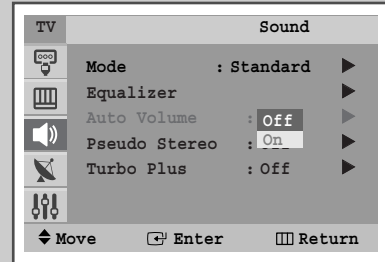 TV Sound
Mode : Standard
Equalizer
Auto Volume : Off
On
Pseudo Stereo :
Turbo Plus : Off
Move Enter Return